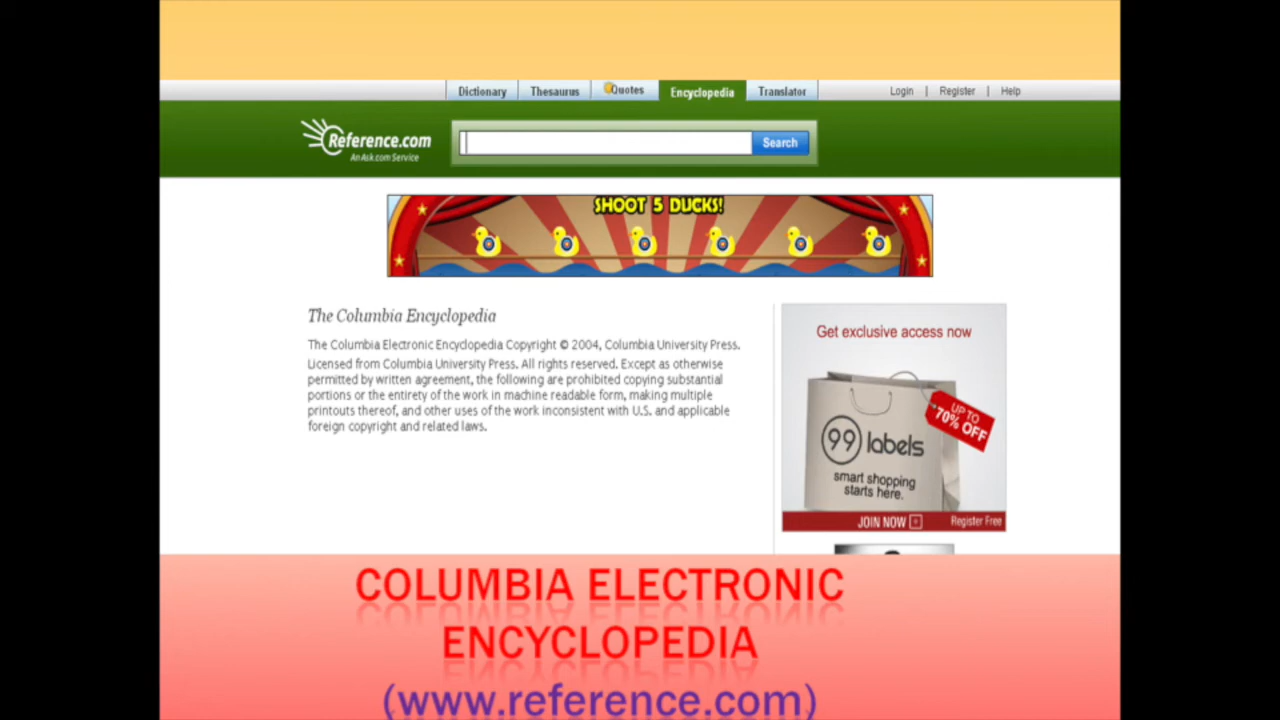 Dictionary Thesaurus Quotes Encyclopedia Translator Login | Register | Help
Reference.com
An Ask.com Service
Search
SHOOT 5 DUCKS!
The Columbia Encyclopedia
The Columbia Electronic Encyclopedia Copyright © 2004, Columbia University Press.
Licensed from Columbia University Press. All rights reserved. Except as otherwise
permitted by written agreement, the following are prohibited copying substantial
portions or the entirety of the work in machine readable form, making multiple
printouts thereof, and other uses of the work inconsistent with U.S. and applicable
foreign copyright and related laws.
Get exclusive access now
UP TO
70% OFF
99 labels
smart shopping
starts here.
JOIN NOW + Register Free
COLUMBIA ELECTRONIC
ENCYCLOPEDIA
(www.reference.com)